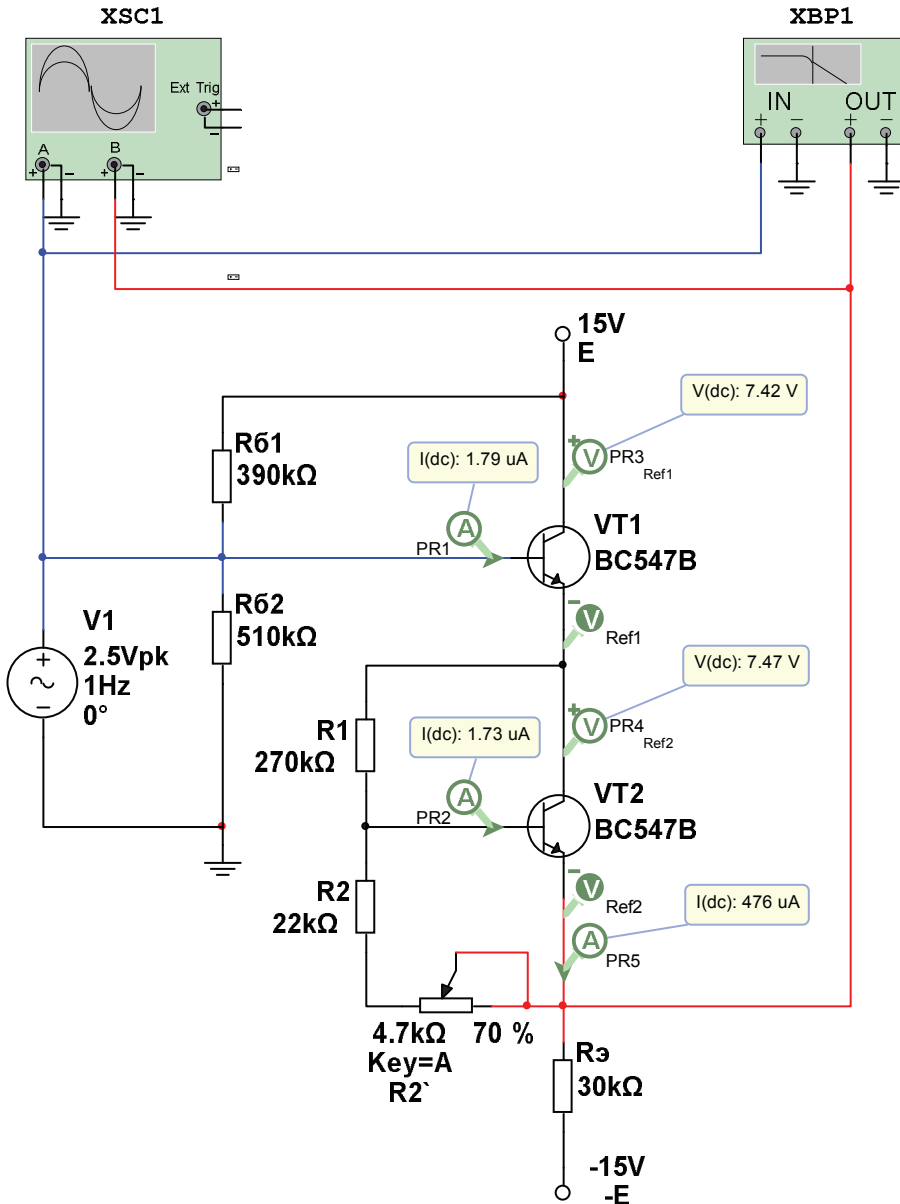 XSC1
XBP1
Ext Trig
+
−
A
B
+
−
+
−
IN
OUT
+
−
+
−
15V
E
V(dc): 7.42 V
Rб1
390kΩ
I(dc): 1.79 uA
+
V
PR3
Ref1
A
PR1
VT1
BC547B
V1
2.5Vpk
1Hz
0°
+
−
Rб2
510kΩ
−
V
Ref1
V(dc): 7.47 V
R1
270kΩ
I(dc): 1.73 uA
+
V
PR4
Ref2
A
PR2
VT2
BC547B
R2
22kΩ
−
V
Ref2
I(dc): 476 uA
A
PR5
4.7kΩ
70 %
Key=A
R2`
Rэ
30kΩ
-15V
-E